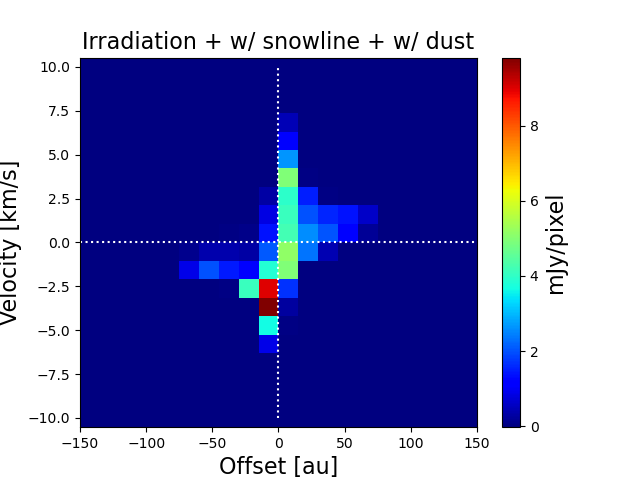 Irradiation + w/ snowline + w/ dust
10.0
7.5
5.0
2.5
0.0
−2.5
−5.0
−7.5
−10.0
Velocity [km/s]
−150 −100 −50 0 50 100 150
Offset [au]
8
6
4
2
0
mJy/pixel